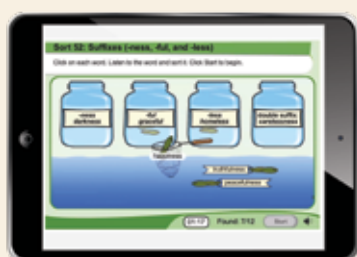 Sort 52: Suffixes (-ness, -ful, and -less)
Click on each word. Listen to the word and sort it. Click Start to begin.
-ness
darkness
-ful
graceful
-less
homeless
double suffix
carelessness
happiness
truthfulness
peacefulness
Found: 7/12
Start